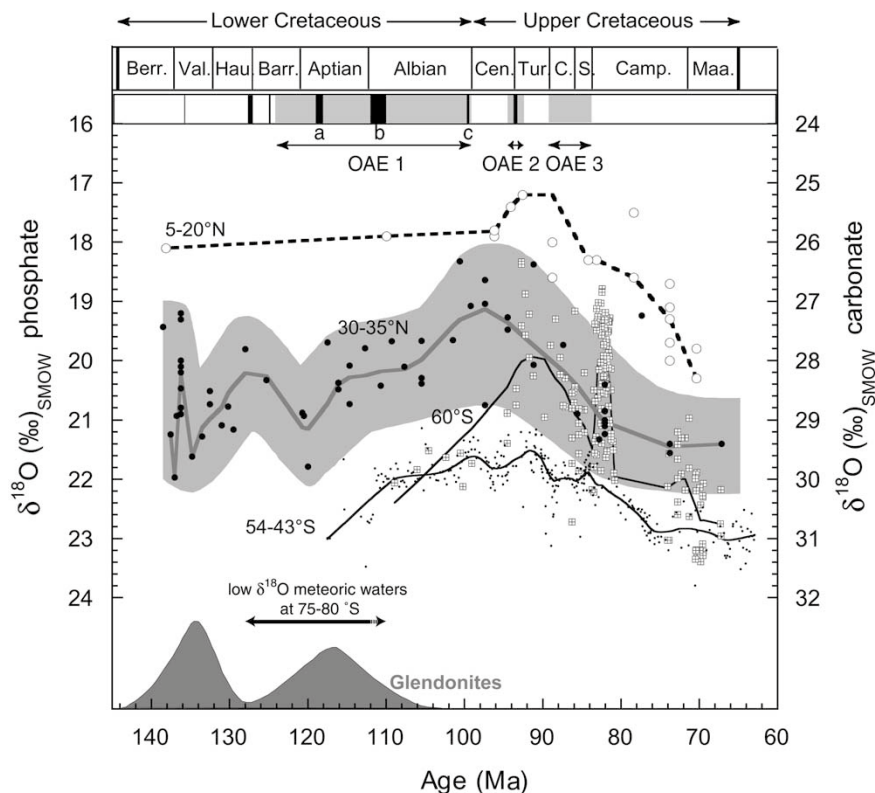 Lower Cretaceous Upper Cretaceous
Berr. Val. Hau. Barr. Aptian Albian Cen. Tur. C. S. Camp. Maa.
a b c
OAE 1 OAE 2 OAE 3
16 24
17 25
18 26
19 27
20 28
21 29
22 30
23 31
24 32
δ¹⁸O (‰)SMOW phosphate
δ¹⁸O (‰)SMOW carbonate
5-20°N
30-35°N
60°S
54-43°S
low δ¹⁸O meteoric waters
at 75-80 °S
Glendonites
140 130 120 110 100 90 80 70 60
Age (Ma)